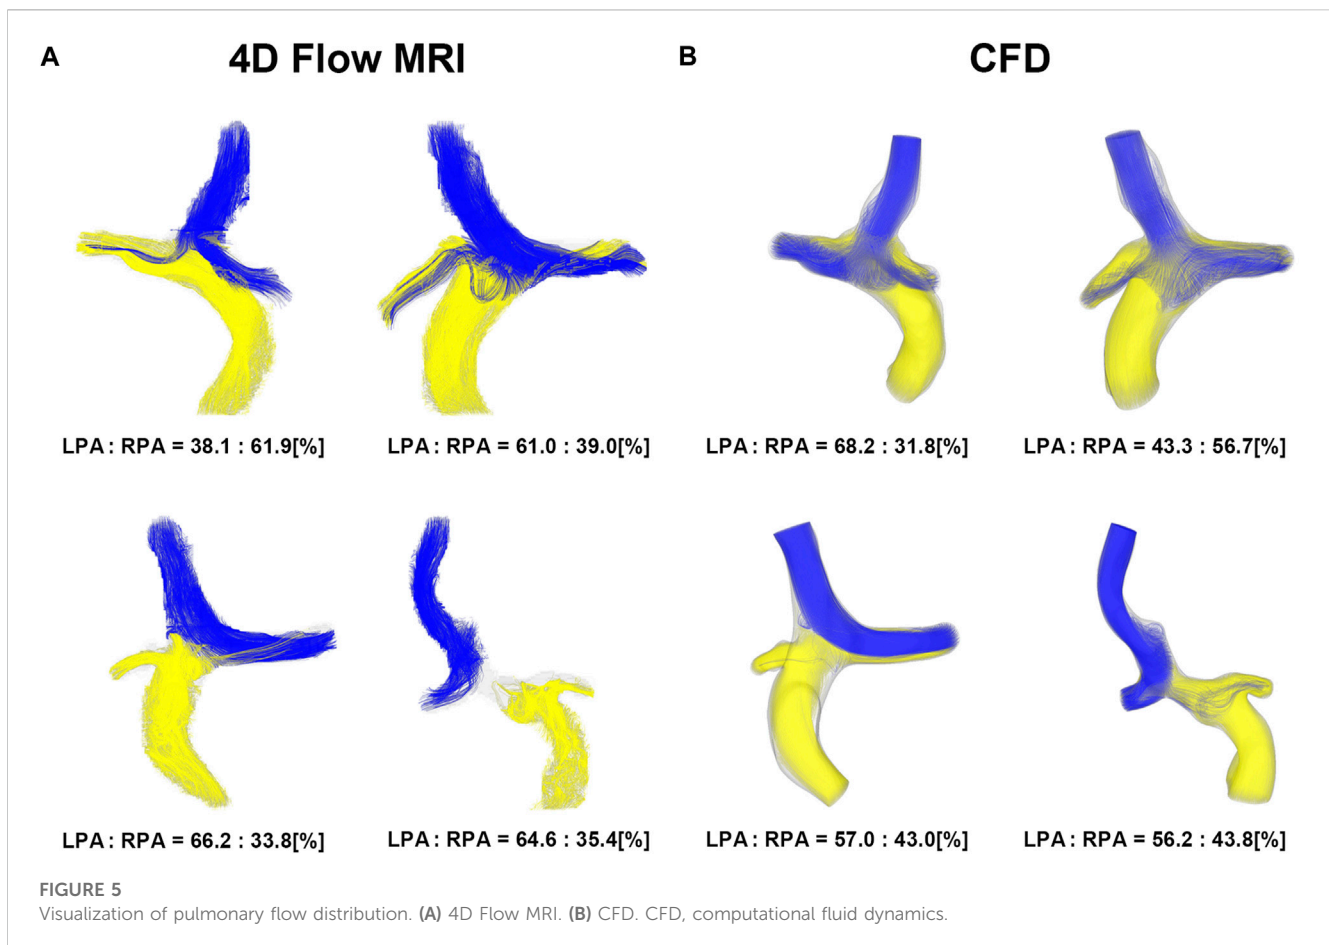 A
4D Flow MRI
B
CFD
LPA : RPA = 38.1 : 61.9[%]
LPA : RPA = 61.0 : 39.0[%]
LPA : RPA = 68.2 : 31.8[%]
LPA : RPA = 43.3 : 56.7[%]
LPA : RPA = 66.2 : 33.8[%]
LPA : RPA = 64.6 : 35.4[%]
LPA : RPA = 57.0 : 43.0[%]
LPA : RPA = 56.2 : 43.8[%]
FIGURE 5
Visualization of pulmonary flow distribution. (A) 4D Flow MRI. (B) CFD. CFD, computational fluid dynamics.